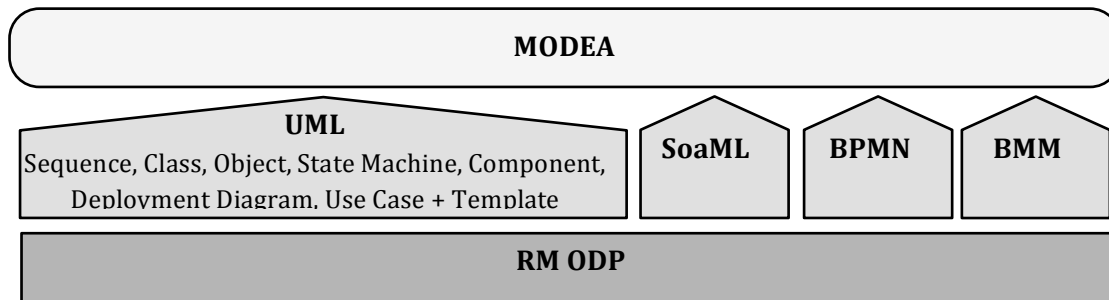 MODEA
UML
Sequence, Class, Object, State Machine, Component,
Deployment Diagram, Use Case + Template
SoaML
BPMN
BMM
RM ODP